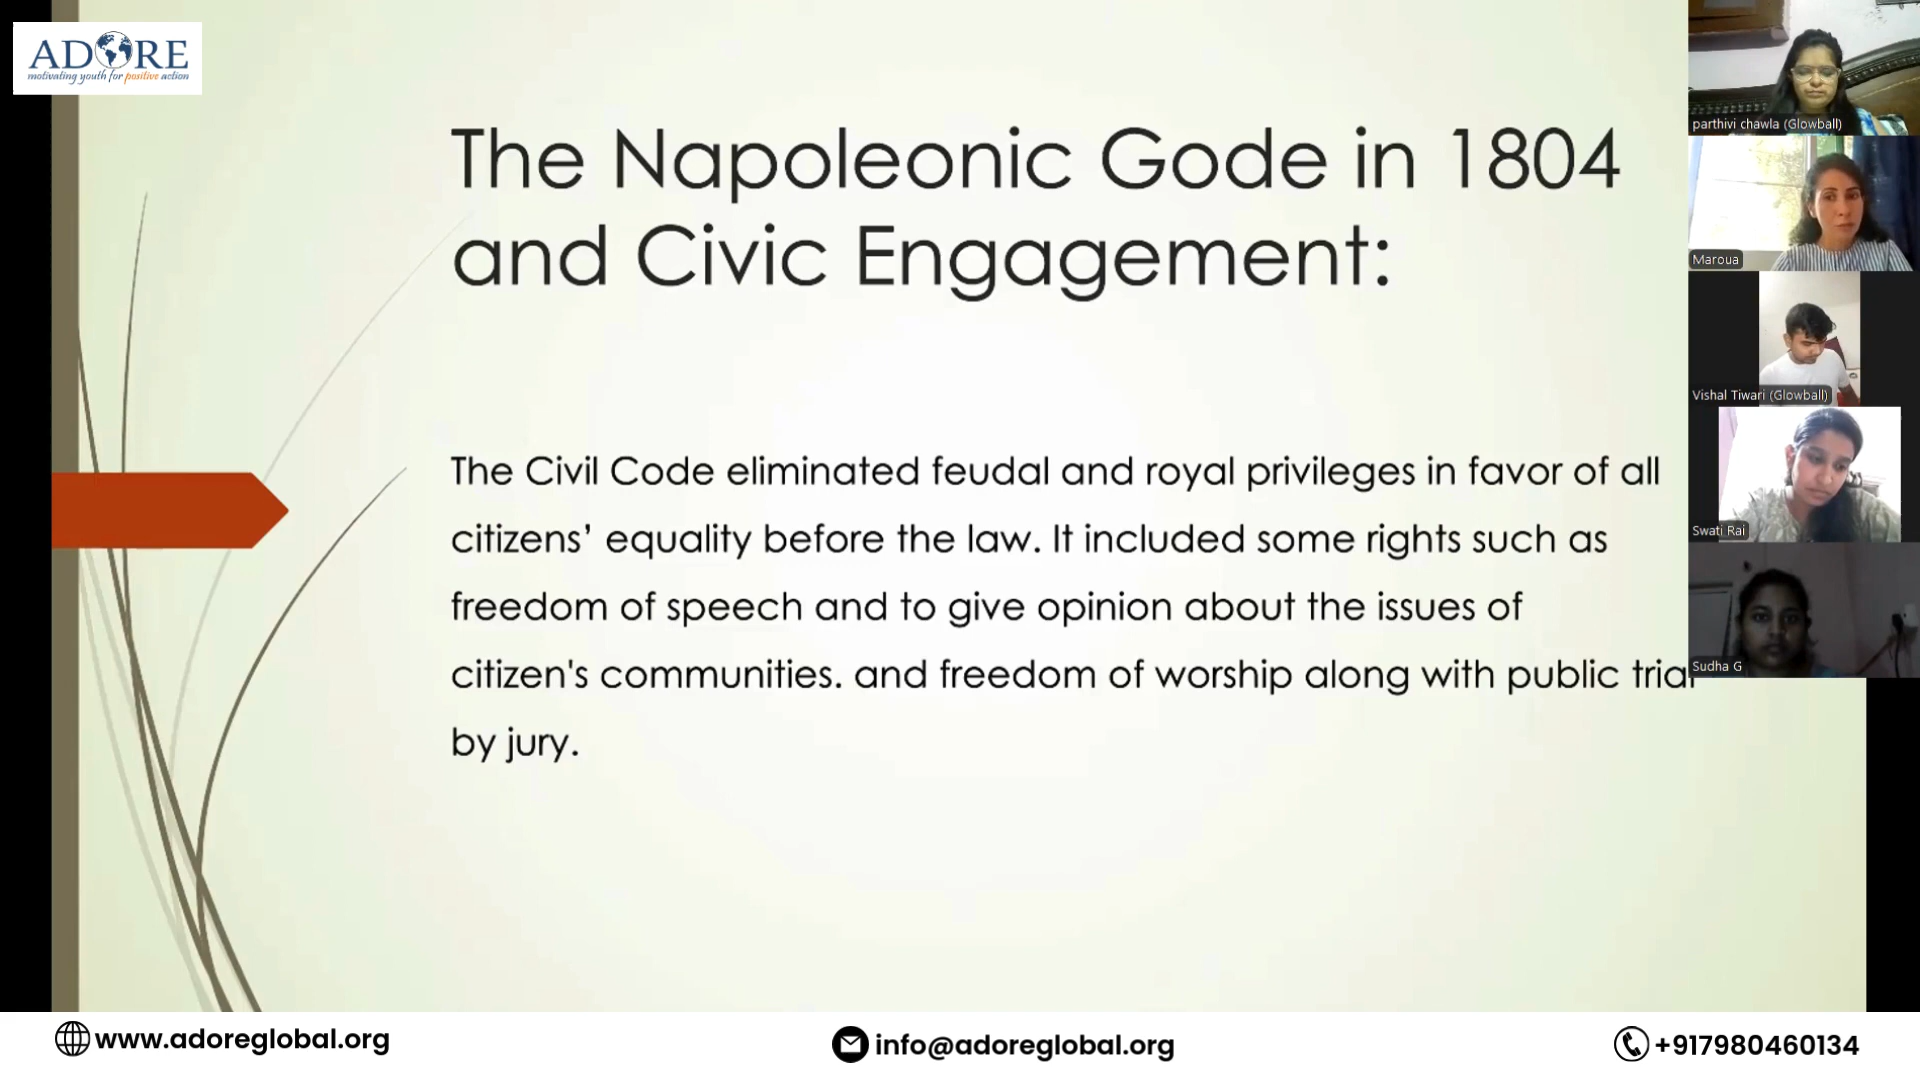 ADORE
motivating youth for positive action
The Napoleonic Gode in 1804
and Civic Engagement:
The Civil Code eliminated feudal and royal privileges in favor of all
citizens’ equality before the law. It included some rights such as
freedom of speech and to give opinion about the issues of
citizen's communities. and freedom of worship along with public trial
by jury.
parthivi chawla (Glowball)
Maroua
Vishal Tiwari (Glowball)
Swati Rai
Sudha G
www.adoreglobal.org
info@adoreglobal.org
+917980460134